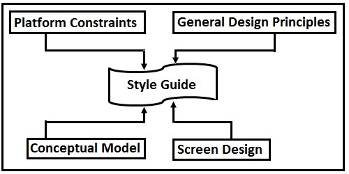 Platform Constraints
General Design Principles
Style Guide
Conceptual Model
Screen Design